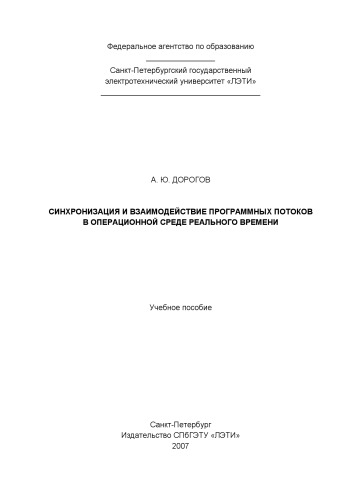 Федеральное агентство по образованию
Санкт-Петербургский государственный
электротехнический университет «ЛЭТИ»
А. Ю. ДОРОГОВ
СИНХРОНИЗАЦИЯ И ВЗАИМОДЕЙСТВИЕ ПРОГРАММНЫХ ПОТОКОВ
В ОПЕРАЦИОННОЙ СРЕДЕ РЕАЛЬНОГО ВРЕМЕНИ
Учебное пособие
Санкт-Петербург
Издательство СПбГЭТУ «ЛЭТИ»
2007